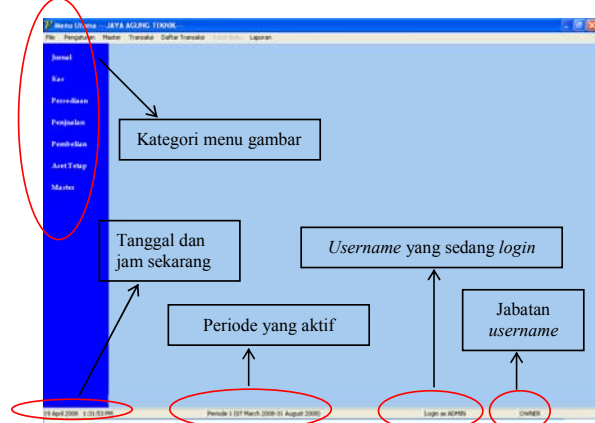 Menu Utama ---JAYA AGUNG TEKNIK---
File Pengaturan Master Transaksi Daftar Transaksi Laporan
Jurnal
Kas
Persediaan
Penjualan
Pembelian
Aset Tetap
Master
Kategori menu gambar
Tanggal dan
jam sekarang
Username yang sedang login
Periode yang aktif
Jabatan
username
19 April 2008 1:31:53 PM
Periode 1 (07 March 2008-31 August 2008)
Login as ADMIN
OWNER